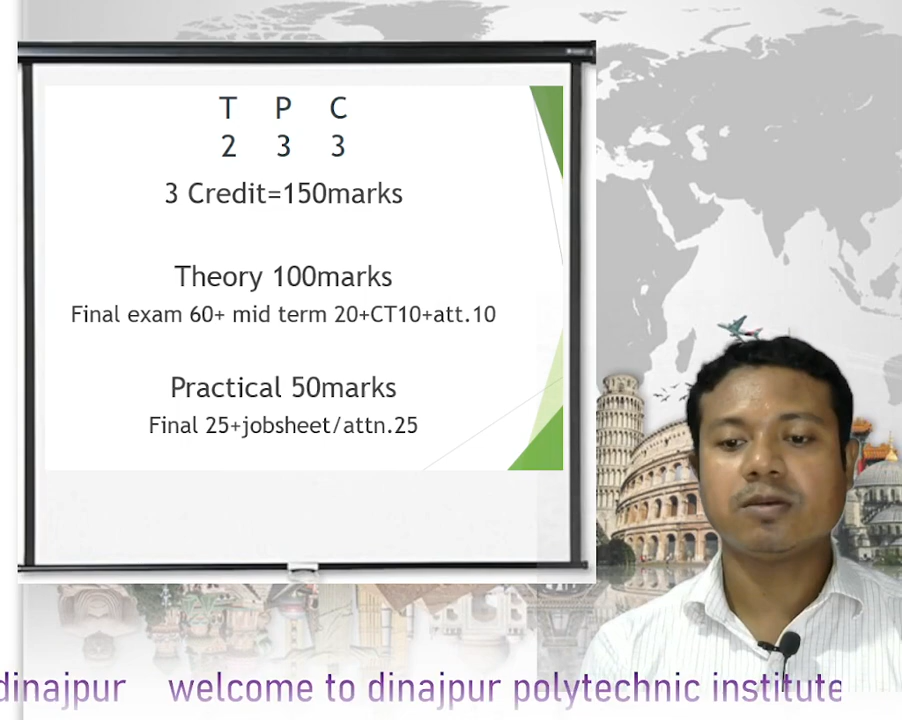 T P C
2 3 3
3 Credit=150marks
Theory 100marks
Final exam 60+ mid term 20+CT10+att.10
Practical 50marks
Final 25+jobsheet/attn.25
dinajpur welcome to dinajpur polytechnic institute